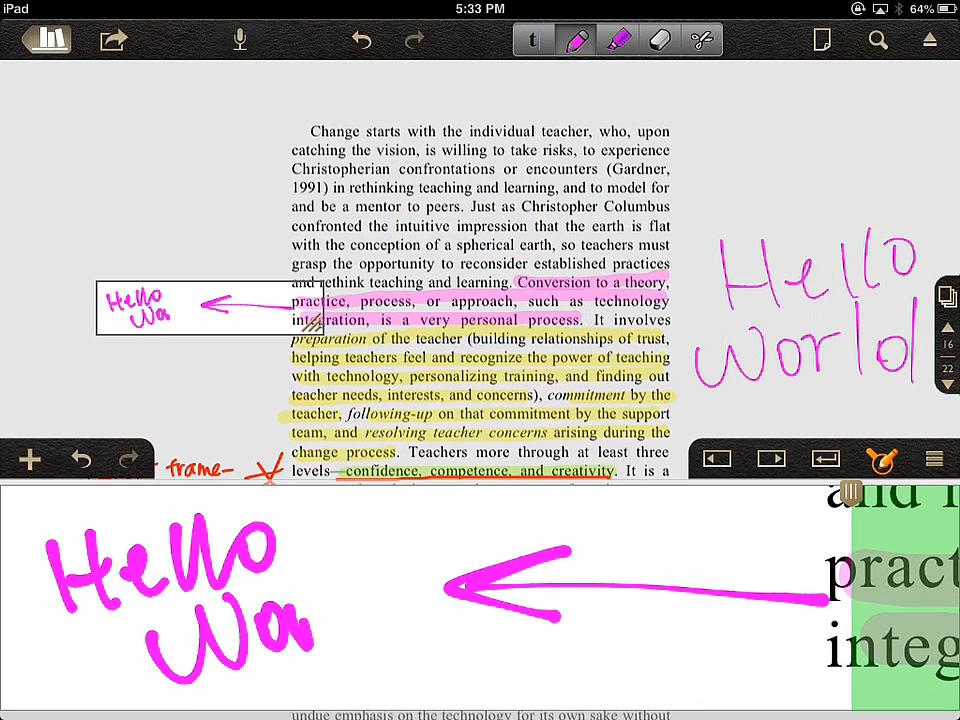 iPad
5:33 PM
64%
t
Change starts with the individual teacher, who, upon
catching the vision, is willing to take risks, to experience
Christopherian confrontations or encounters (Gardner,
1991) in rethinking teaching and learning, and to model for
and be a mentor to peers. Just as Christopher Columbus
confronted the intuitive impression that the earth is flat
with the conception of a spherical earth, so teachers must
grasp the opportunity to reconsider established practices
and rethink teaching and learning. Conversion to a theory,
practice, process, or approach, such as technology
integration, is a very personal process. It involves
preparation of the teacher (building relationships of trust,
helping teachers feel and recognize the power of teaching
with technology, personalizing training, and finding out
teacher needs, interests, and concerns), commitment by the
teacher, following-up on that commitment by the support
team, and resolving teacher concerns arising during the
change process. Teachers more through at least three
levels—confidence, competence, and creativity. It is a
Hello
Wor
Hello
World
16
22
frame-
Hello
Wor
and
pract
integ
undue emphasis on the technology for its own sake without